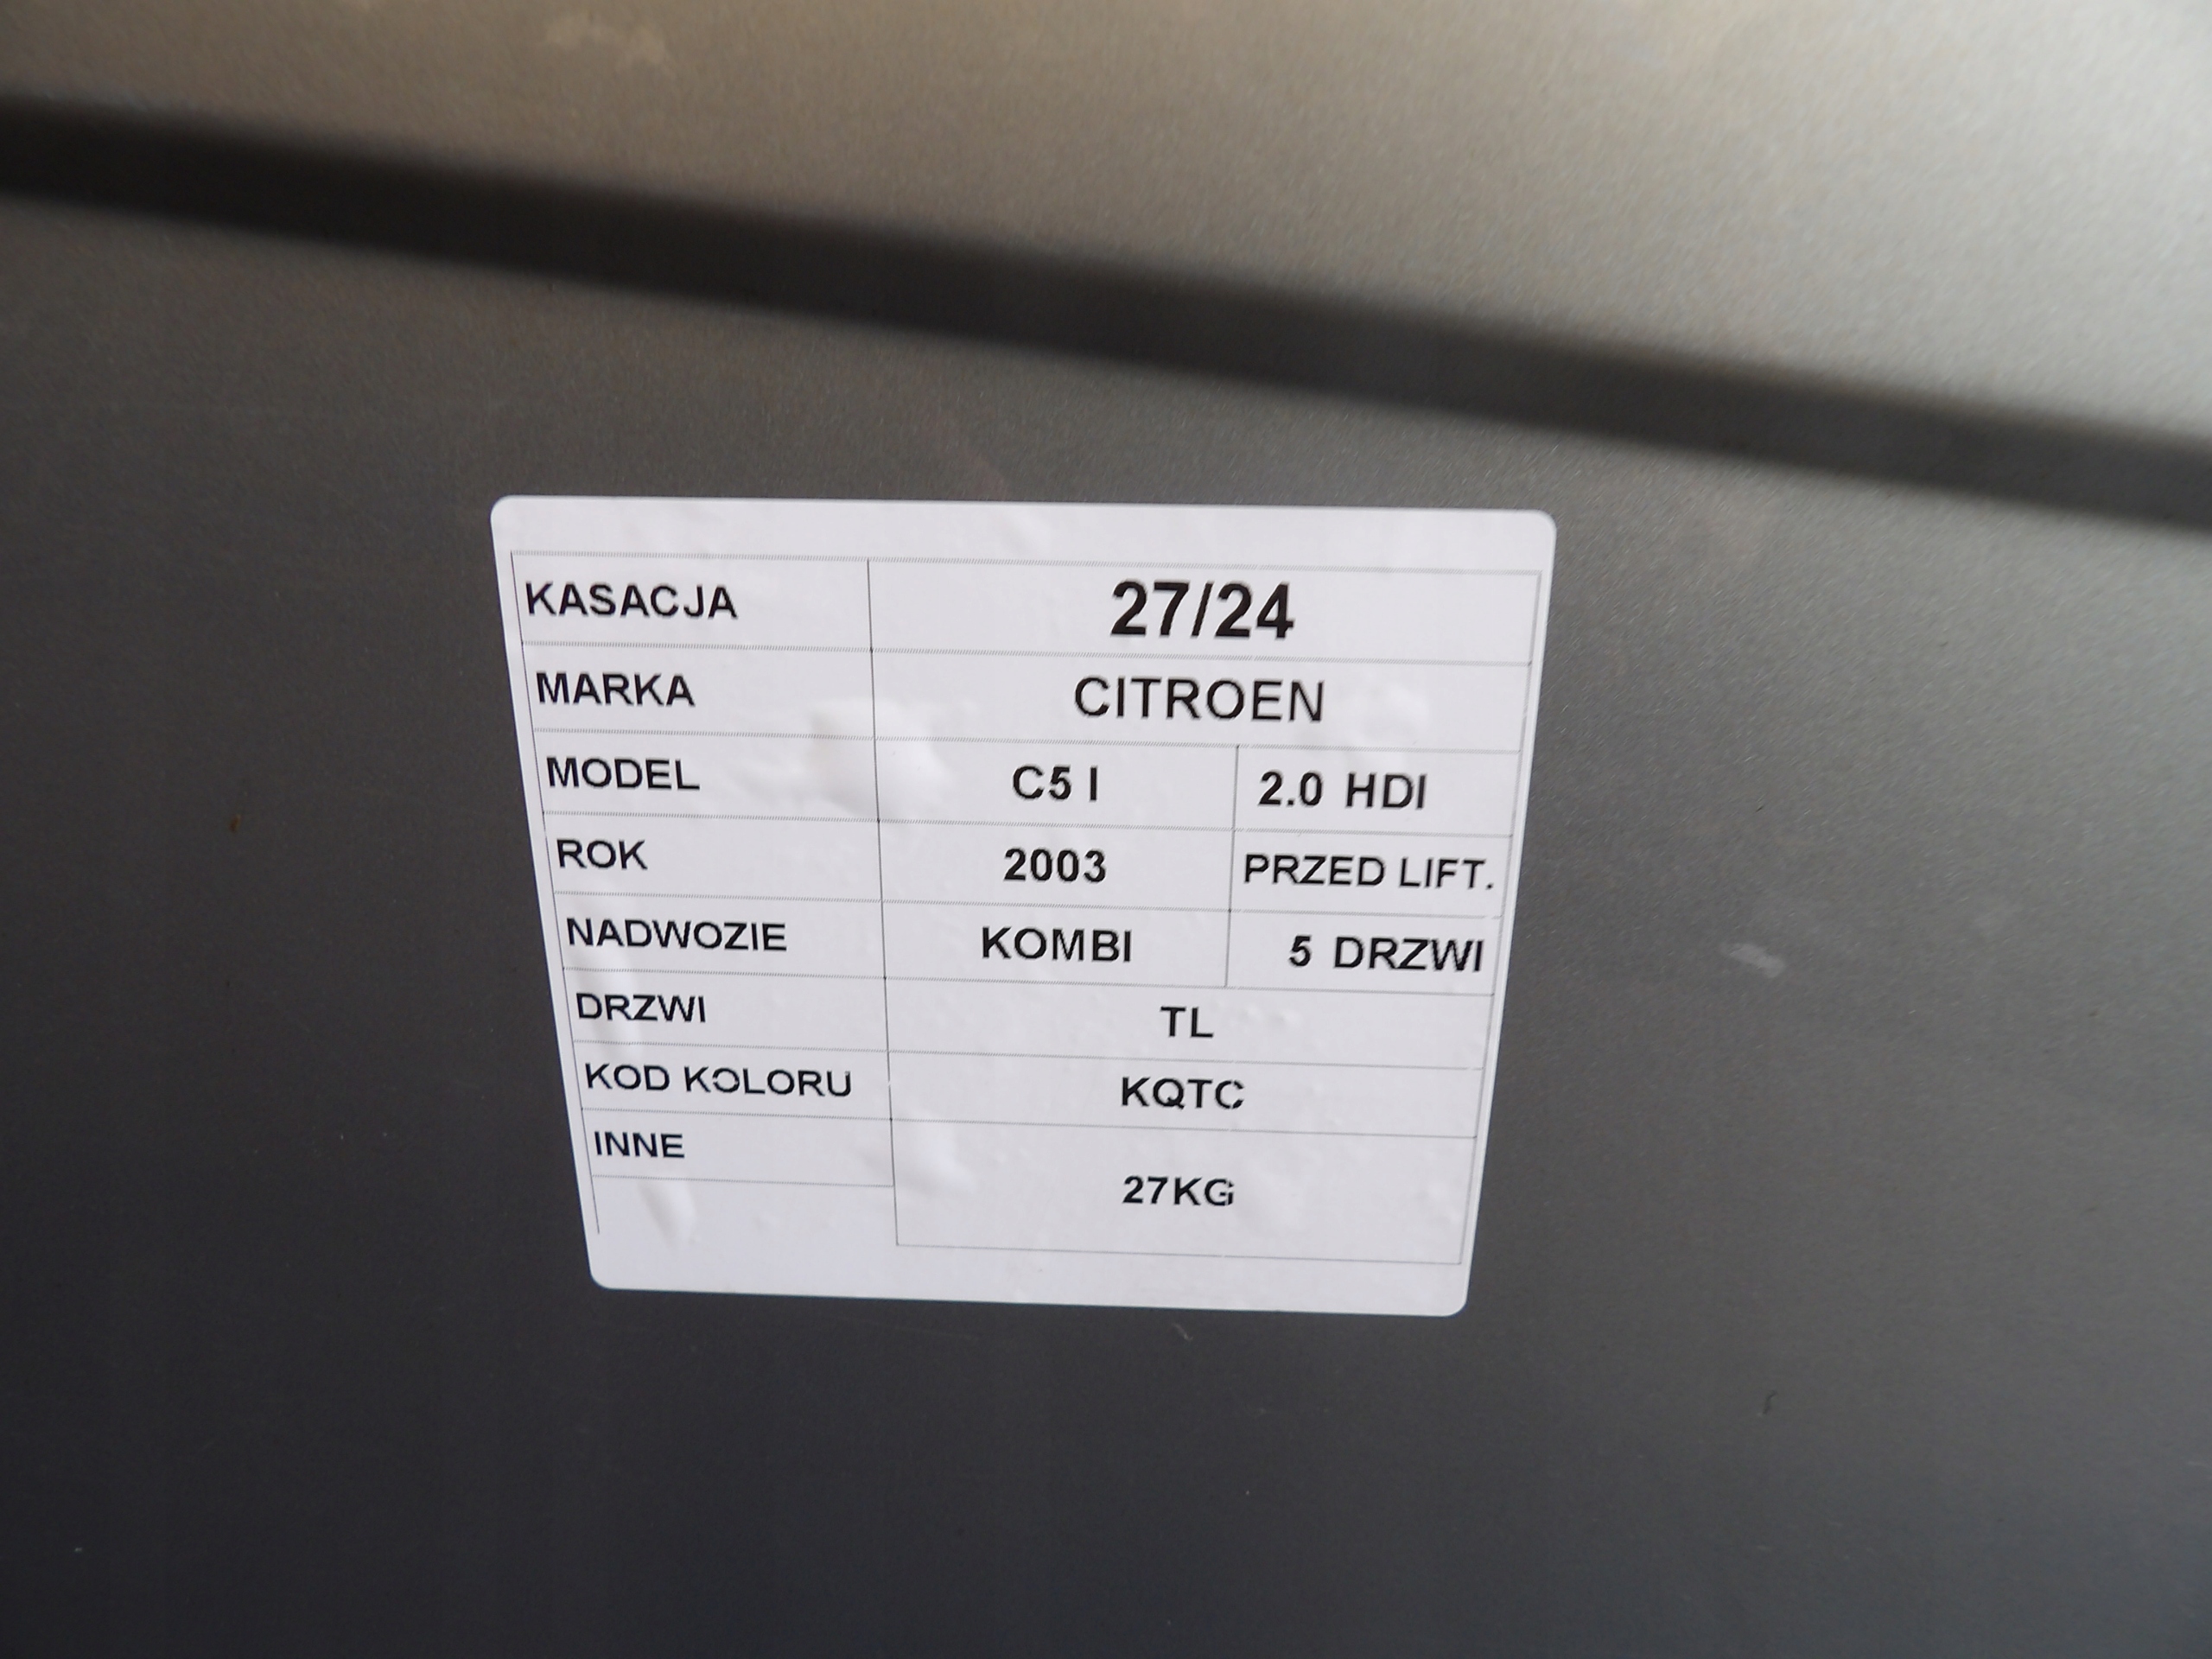 KASACJA 27/24
MARKA CITROEN
MODEL C5 I 2.0 HDI
ROK 2003 PRZED LIFT.
NADWOZIE KOMBI 5 DRZWI
DRZWI TL
KOD KOLORU KQTC
INNE 27KG